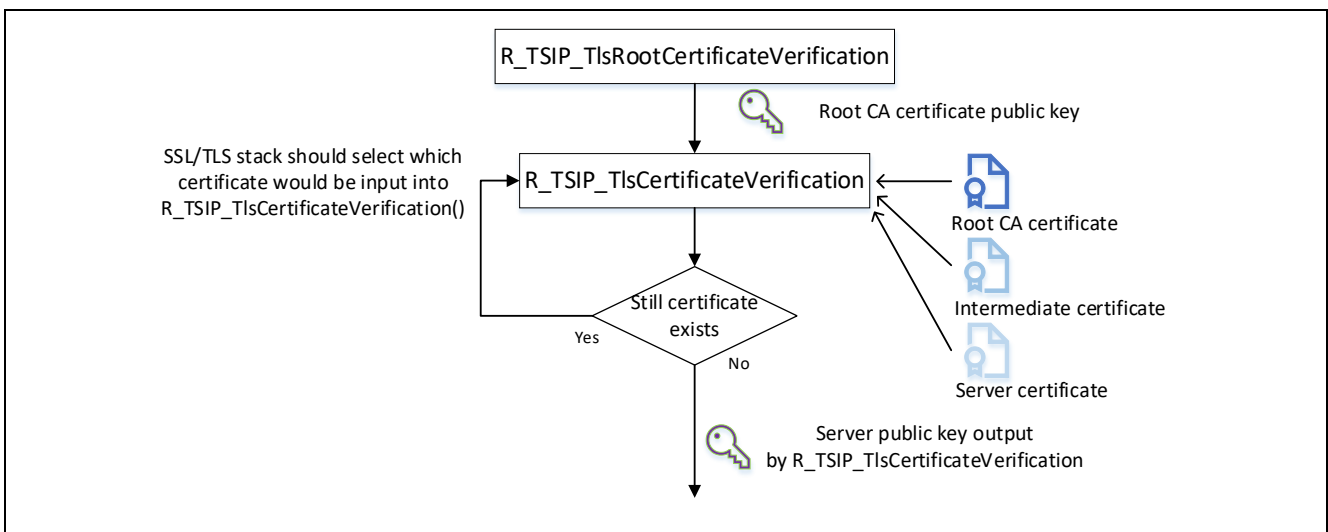 R_TSIP_TlsRootCertificateVerification
Root CA certificate public key
SSL/TLS stack should select which
certificate would be input into
R_TSIP_TlsCertificateVerification()
R_TSIP_TlsCertificateVerification
Root CA certificate
Intermediate certificate
Still certificate
exists
Yes
No
Server certificate
Server public key output
by R_TSIP_TlsCertificateVerification